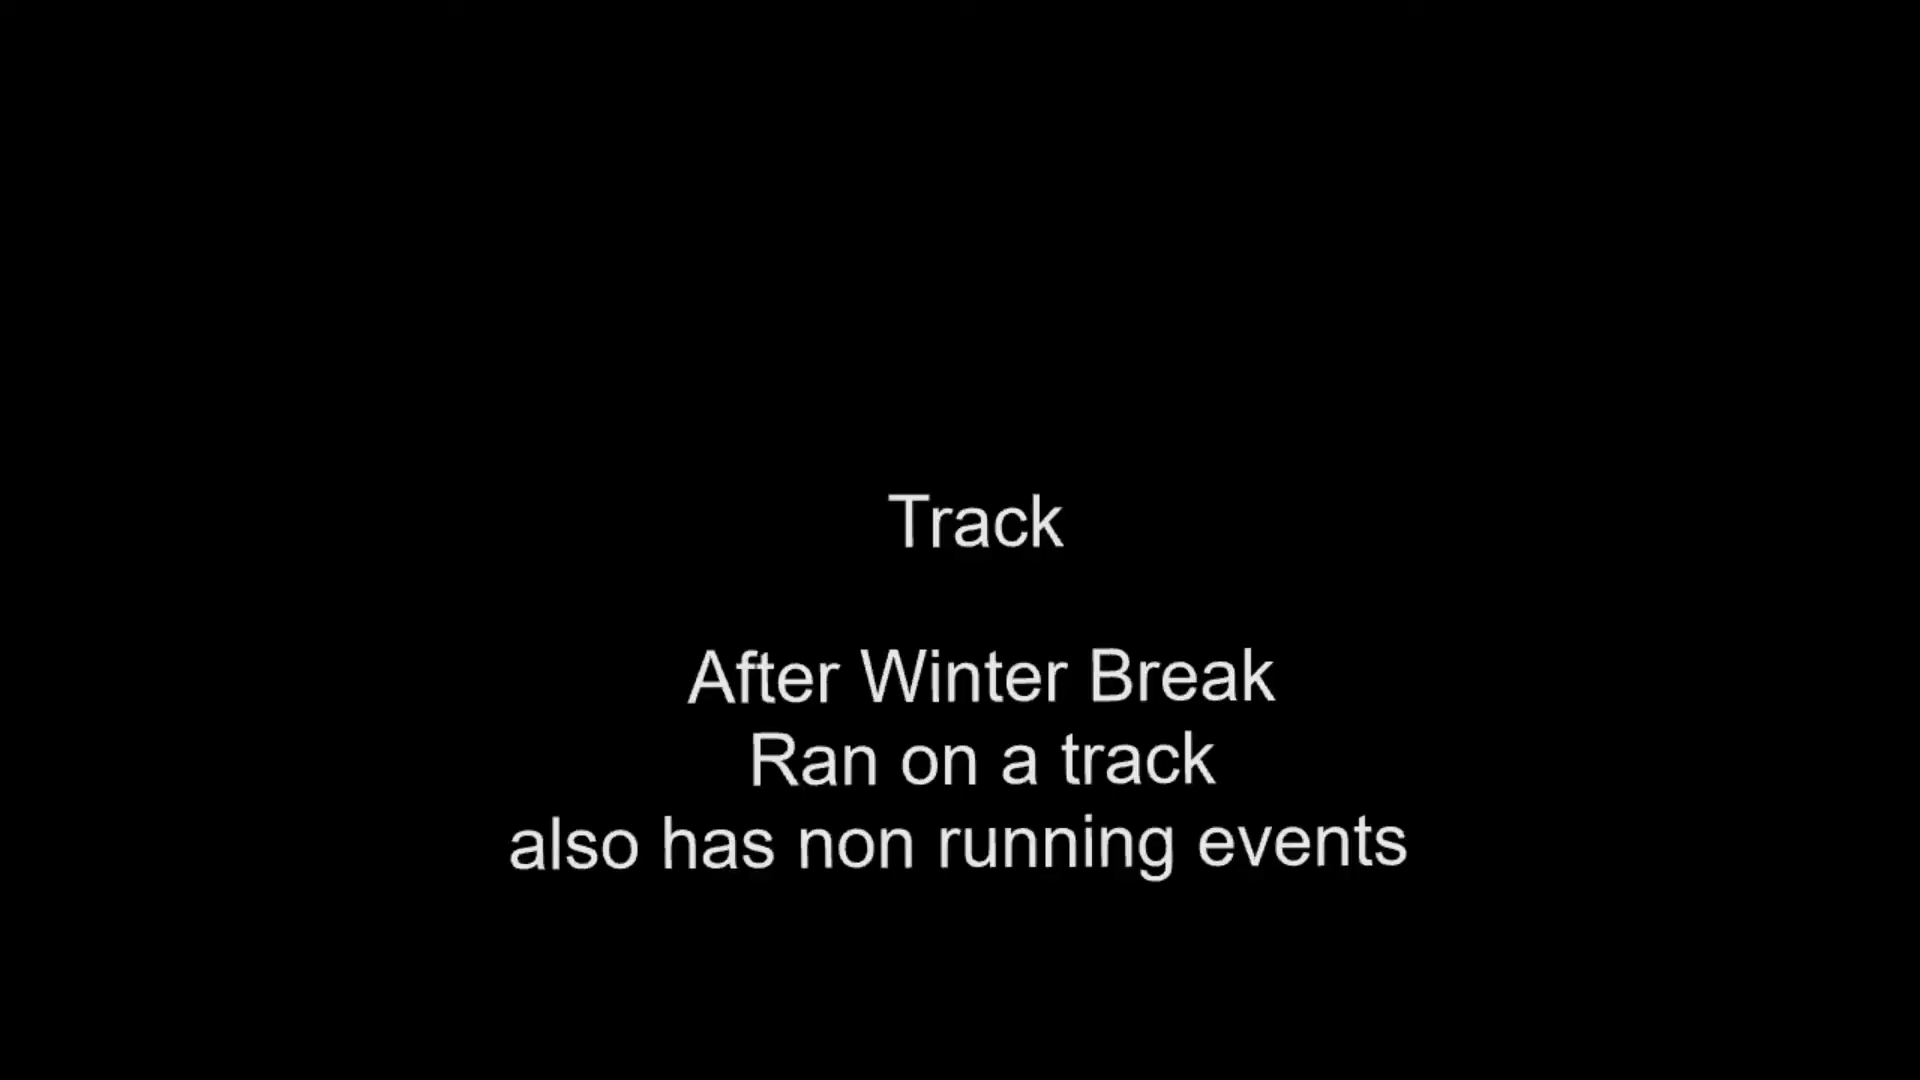 Track
After Winter Break
Ran on a track
also has non running events